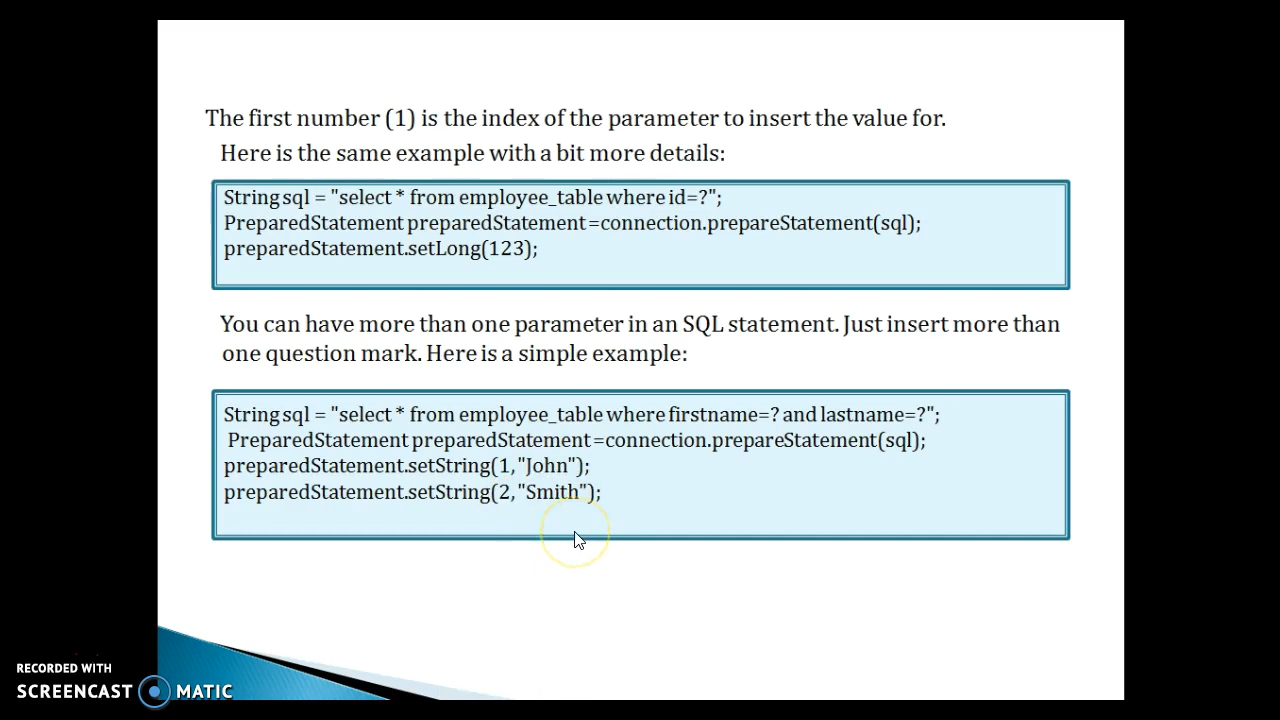 The first number (1) is the index of the parameter to insert the value for.
Here is the same example with a bit more details:
String sql = "select * from employee_table where id=?";
PreparedStatement preparedStatement =connection.prepareStatement(sql);
preparedStatement.setLong(123);
You can have more than one parameter in an SQL statement. Just insert more than
one question mark. Here is a simple example:
String sql = "select * from employee_table where firstname=? and lastname=?";
PreparedStatement preparedStatement =connection.prepareStatement(sql);
preparedStatement.setString(1, "John");
preparedStatement.setString(2, "Smith");
RECORDED WITH
SCREENCAST MATIC